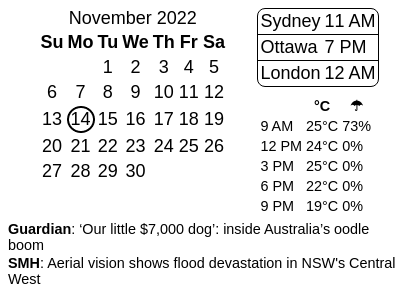 November 2022
Su Mo Tu We Th Fr Sa
1 2 3 4 5
6 7 8 9 10 11 12
13 14 15 16 17 18 19
20 21 22 23 24 25 26
27 28 29 30
Sydney 11 AM
Ottawa 7 PM
London 12 AM
°C ☂
9 AM 25°C 73%
12 PM 24°C 0%
3 PM 25°C 0%
6 PM 22°C 0%
9 PM 19°C 0%
Guardian: ‘Our little $7,000 dog’: inside Australia’s oodle
boom
SMH: Aerial vision shows flood devastation in NSW's Central
West